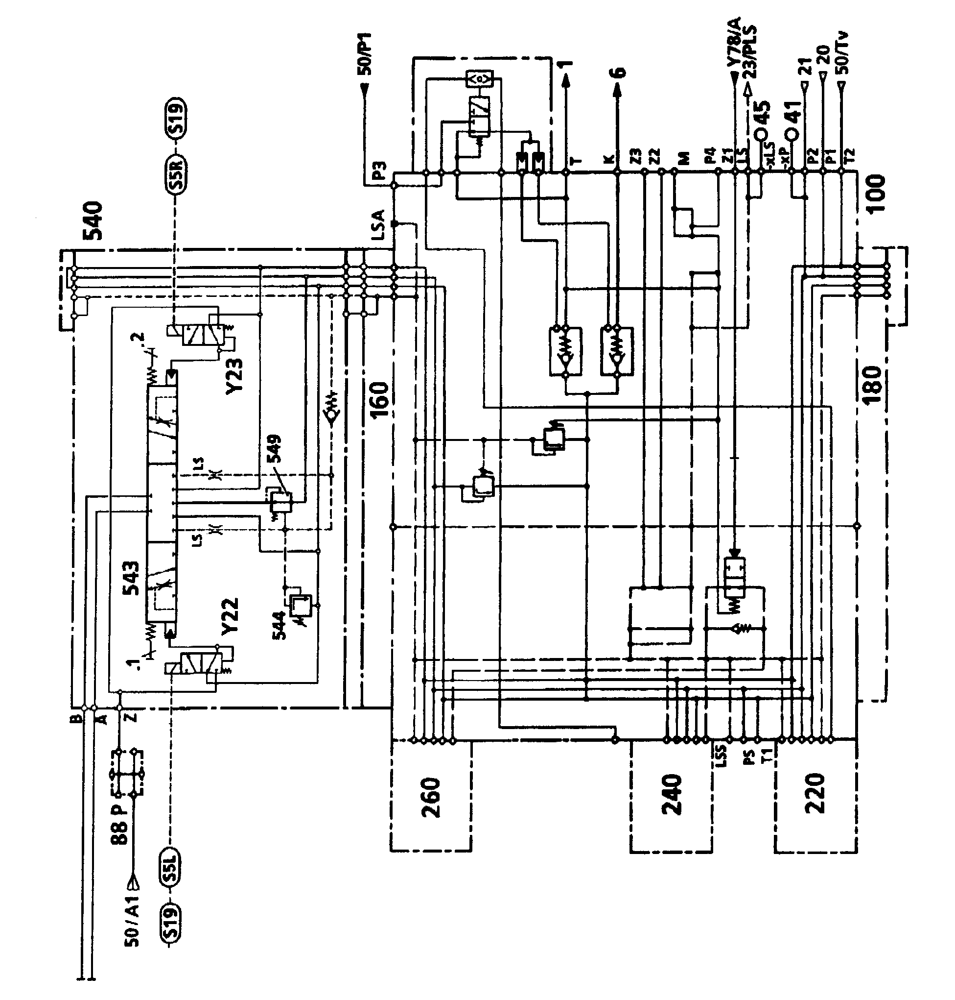 540
S5R
S19
50/P1
P3
LSA
160
.2
Y23
LS
549
LS
543
Y22
544
.1
B
A
Z
88P
50/A1
S5L
S19
1
6
T
K
Z3
Z2
M
P4
Z1
LS
-xLS
-xP
P2
P1
T2
Y78/A
23/PLS
45
41
21
20
50/Tv
100
180
260
240
LSS
PS
T1
220